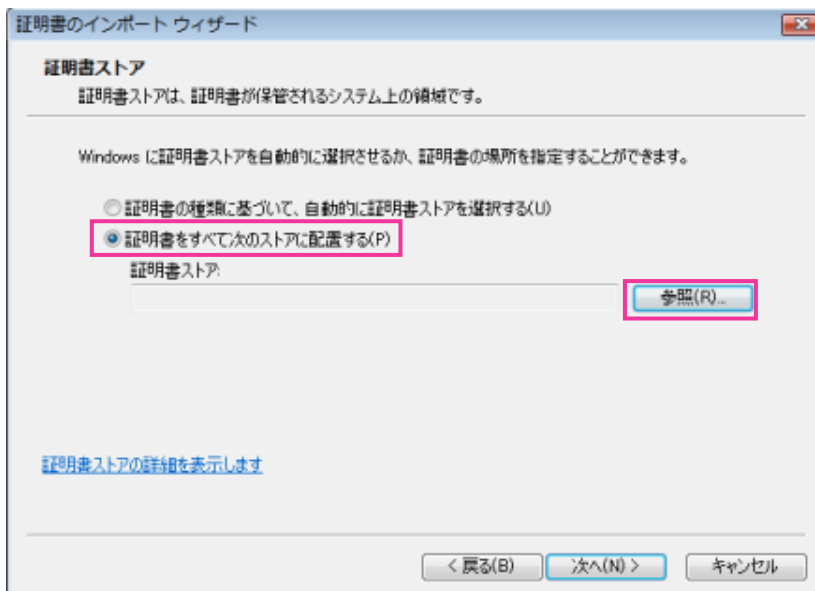 証明書のインポート ウィザード
証明書ストア
証明書ストアは、証明書が保管されるシステム上の領域です。
Windows に証明書ストアを自動的に選択させるか、証明書の場所を指定することができます。
証明書の種類に基づいて、自動的に証明書ストアを選択する(U)
証明書をすべて次のストアに配置する(P)
証明書ストア:
参照(R)...
証明書ストアの詳細を表示します
< 戻る(B)
次へ(N) >
キャンセル